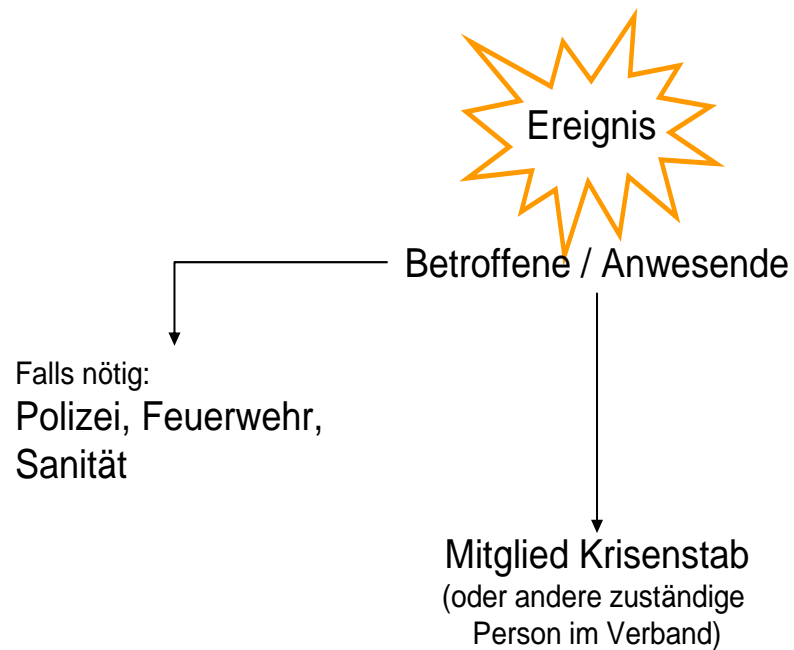 Ereignis
Betroffene / Anwesende
Falls nötig:
Polizei, Feuerwehr,
Sanität
Mitglied Krisenstab
(oder andere zuständige
Person im Verband)